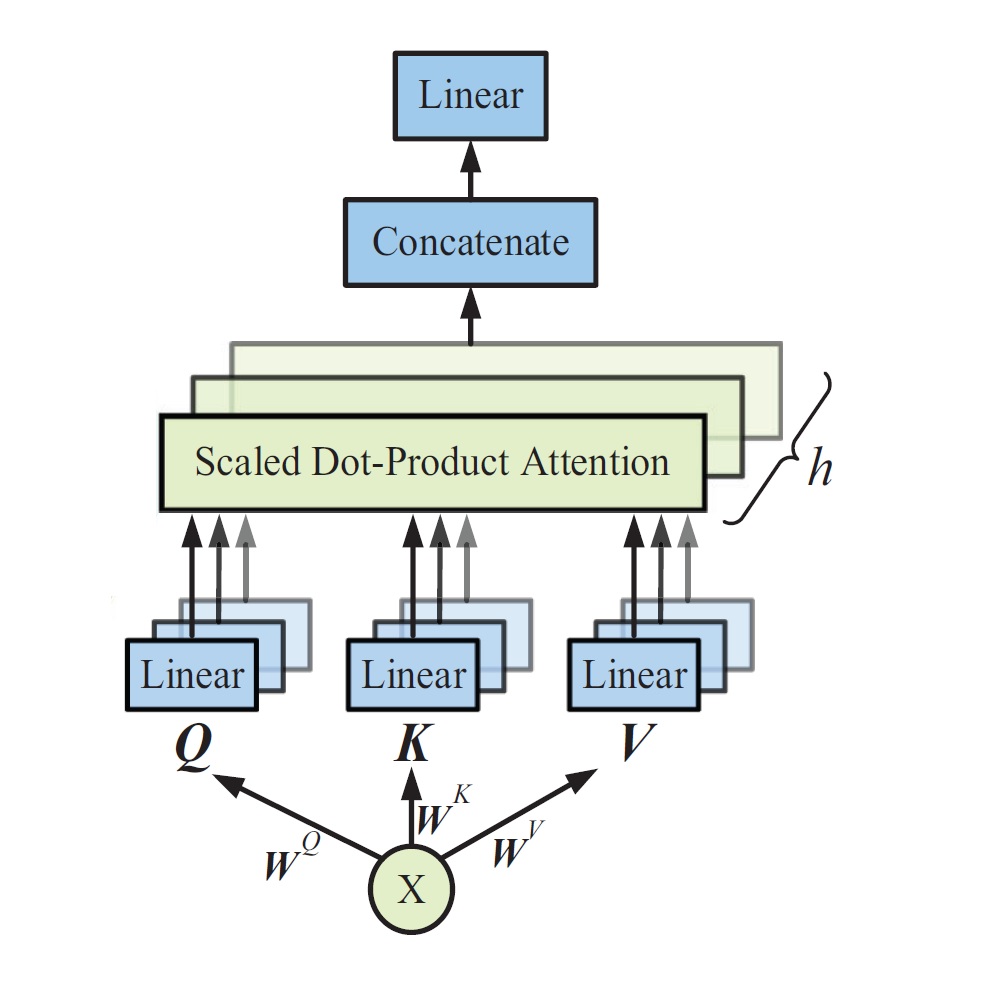 Linear
Concatenate
Scaled Dot-Product Attention
h
Linear Linear Linear
Q K V
W^Q W^K W^V
X